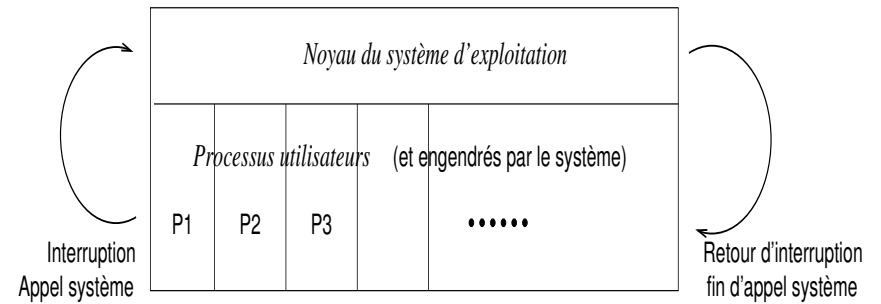 Noyau du système d'exploitation
Processus utilisateurs (et engendrés par le système)
P1 P2 P3 ••••••
Interruption
Appel système
Retour d'interruption
fin d'appel système